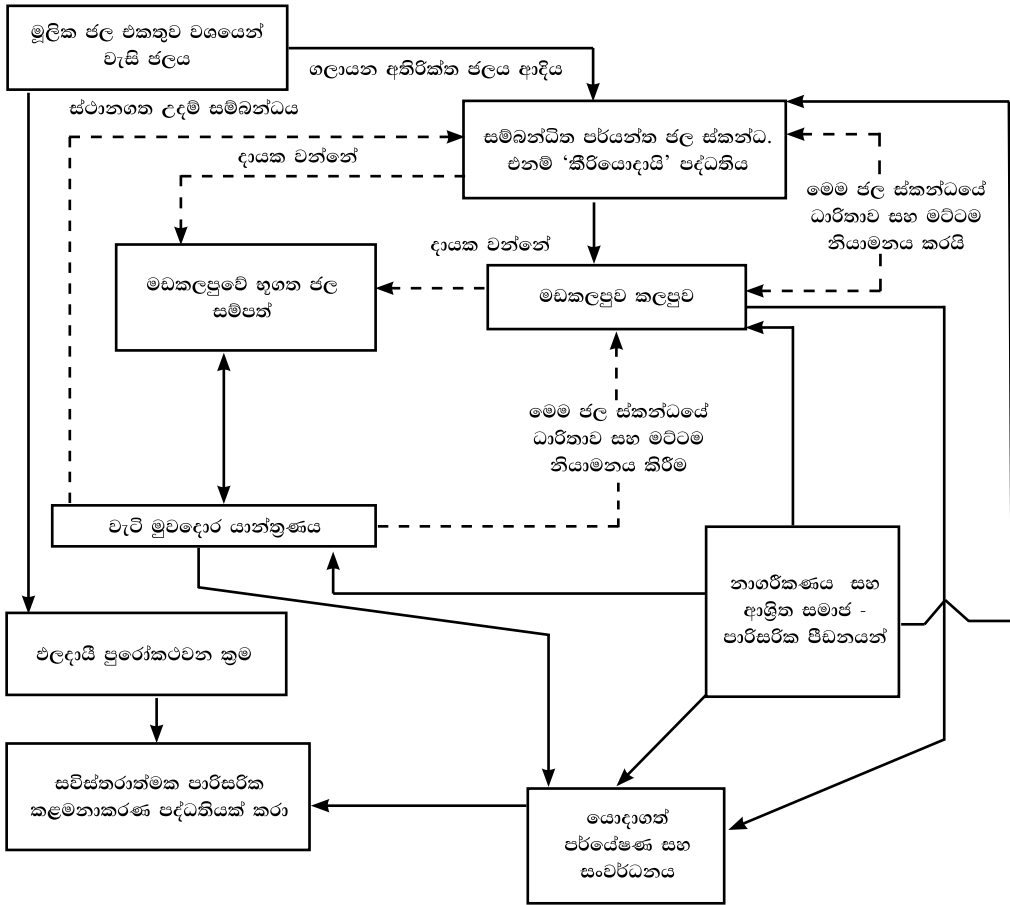 මූලික ජල එකතුව වශයෙන්
වැසි ජලය
ගලායන අතිරික්ත ජලය ආදිය
ස්ථානගත උදම් සම්බන්ධය
සම්බන්ධිත පර්යන්ත ජල ස්කන්ධ.
එනම් ‘කීරියොදායි’ පද්ධතිය
දායක වන්නේ
මෙම ජල ස්කන්ධයේ
ධාරිතාව සහ මට්ටම
නියාමනය කරයි
දායක වන්නේ
මඩකලපුවේ භූගත ජල
සම්පත්
මඩකලපුව කලපුව
මෙම ජල ස්කන්ධයේ
ධාරිතාව සහ මට්ටම
නියාමනය කිරීම
වැටි මුවදොර යාන්ත්‍රණය
නාගරීකණය සහ
ආශ්‍රිත සමාජ -
පාරිසරික පීඩනයන්
ඵලදායී පුරෝකථවන ක්‍රම
සවිස්තරාත්මක පාරිසරික
කළමනාකරණ පද්ධතියක් කරා
යොදාගත්
පර්යේෂණ සහ
සංවර්ධනය